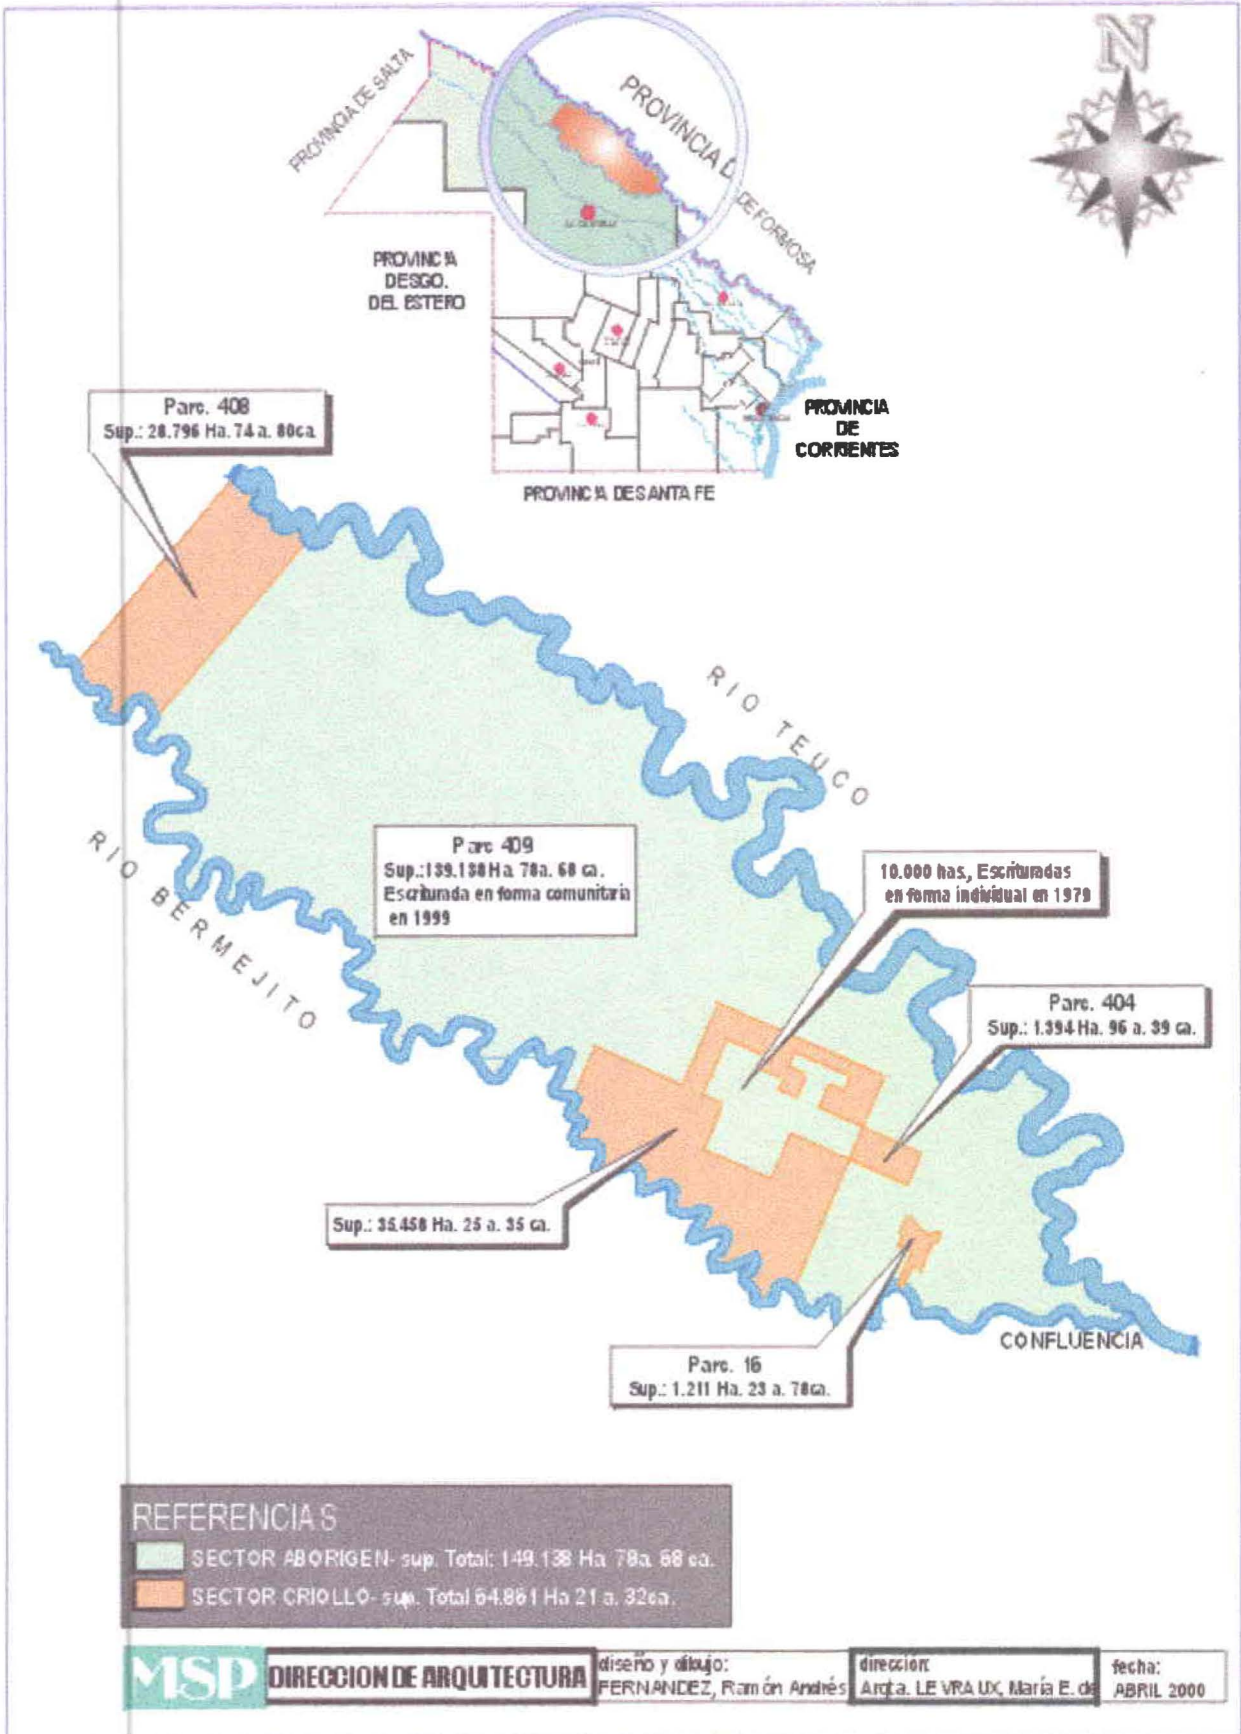 N
PROVINCIA DE SALTA
PROVINCIA D
DE FORMOSA
PROVINCIA
DESGO.
DEL ESTERO
PROVINCIA
DE
CORRIENTES
PROVINCIA DE SANTA FE
Parc. 408
Sup.: 28.796 Ha. 74 a. 80ca
RIO TEUCO
RIO BERMEJITO
Parc 409
Sup.:139.138 Ha. 78a. 68 ca.
Escriturada en forma comunitaria
en 1999
10.000 has., Escrituradas
en forma individual en 1979
Parc. 404
Sup.: 1.394 Ha. 96 a. 39 ca.
Sup.: 35.458 Ha. 25 a. 35 ca.
CONFLUENCIA
Parc. 16
Sup.: 1.211 Ha. 23 a. 78ca.
REFERENCIAS
SECTOR ABORIGEN- sup. Total: 149.138 Ha 78a. 68 ca.
SECTOR CRIOLLO- sup. Total 64.861 Ha 21 a. 32ca.
MSP DIRECCION DE ARQUITECTURA
diseño y dibujo:
FERNANDEZ, Ramón Andrés
dirección:
Arqta. LE VRAUX, María E. de
fecha:
ABRIL 2000